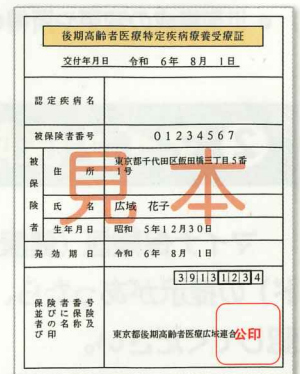 後期高齢者医療特定疾病療養受療証
交付年月日 令和 6年 8月 1日
認定疾病名
被保険者番号 01234567
被保険者
住所 東京都千代田区飯田橋三丁目5番
1号
氏名 広域 花子
生年月日 昭和 5年12月30日
発効期日 令和 6年 8月 1日
39131234
保険者番号
並びに保険
者の名称及
び印
東京都後期高齢者医療広域連合
公印
見本